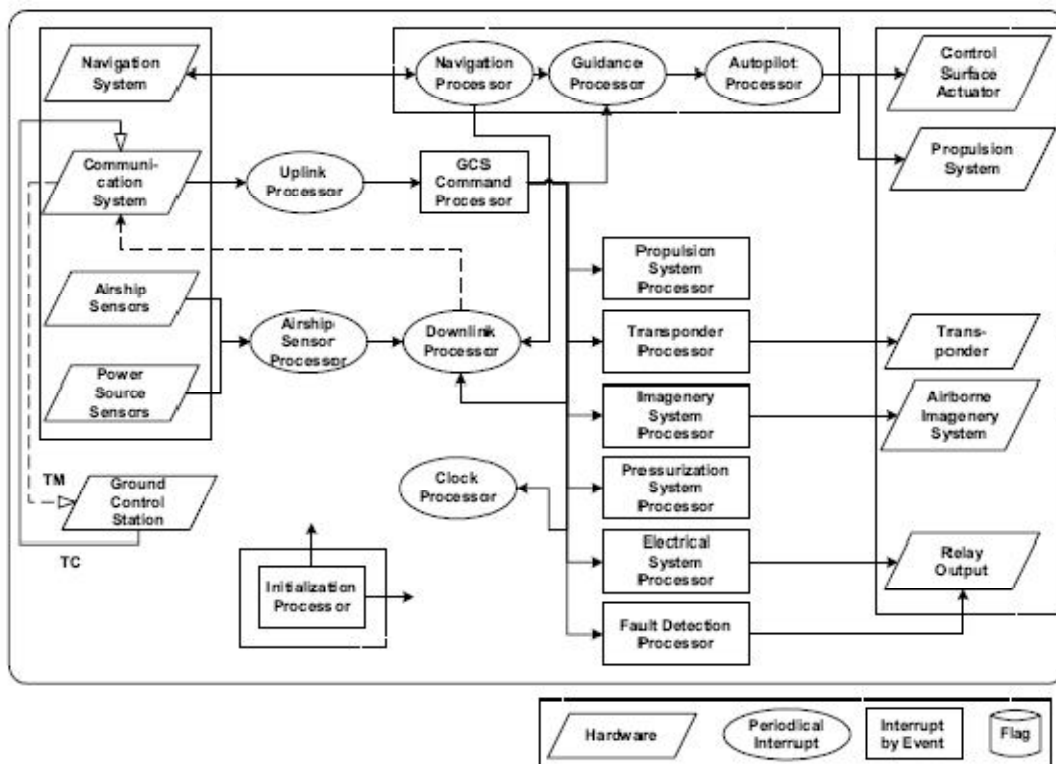 Navigation
System
Navigation
Processor
Guidance
Processor
Autopilot
Processor
Control
Surface
Actuator
Communi-
cation
System
Uplink
Processor
GCS
Command
Processor
Propulsion
System
Airship
Sensors
Propulsion
System
Processor
Power
Source
Sensors
Airship
Sensor
Processor
Downlink
Processor
Transponder
Processor
Trans-
ponder
Imagenery
System
Processor
Airborne
Imagenery
System
TM
Ground
Control
Station
TC
Clock
Processor
Pressurization
System
Processor
Initialization
Processor
Electrical
System
Processor
Relay
Output
Fault Detection
Processor
Hardware
Periodical
Interrupt
Interrupt
by Event
Flag